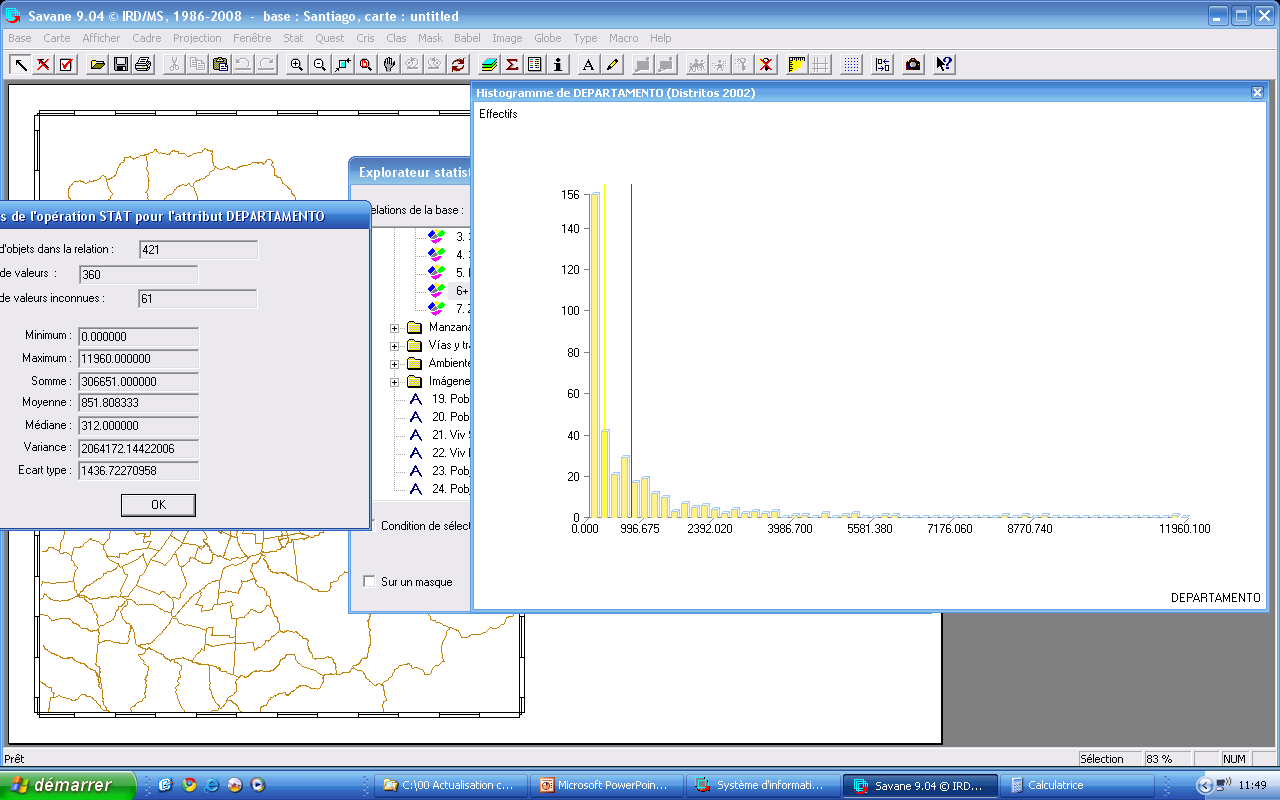 Savane 9.04 © IRD/MS, 1986-2008 - base : Santiago, carte : untitled
Base Carte Afficher Cadre Projection Fenêtre Stat Quest Cris Clas Mask Babel Image Globe Type Macro Help
Histogramme de DEPARTAMENTO (Distritos 2002)
Effectifs
156
140
120
100
80
60
40
20
0
0.000 996.675 2392.020 3986.700 5581.380 7176.060 8770.740 11960.100
DEPARTAMENTO
Explorateur statist
elations de la base :
3.
4.
5.
6+
7.
Manzana
Vías y tra
Ambiente
Imágene
19. Pob
20. Pob
21. Viv
22. Viv
23. Pob
24. Pob
Condition de sélect
Sur un masque
s de l'opération STAT pour l'attribut DEPARTAMENTO
d'objets dans la relation : 421
de valeurs : 360
de valeurs inconnues : 61
Minimum : 0.000000
Maximum : 11960.000000
Somme : 306651.000000
Moyenne : 851.808333
Médiane : 312.000000
Variance : 2064172.14422006
Ecart type : 1436.72270958
OK
Prêt Sélection 83 % NUM
démarrer C:\00 Actualisation c... Microsoft PowerPoin... Système d'informati... Savane 9.04 © IRD... Calculatrice 11:49